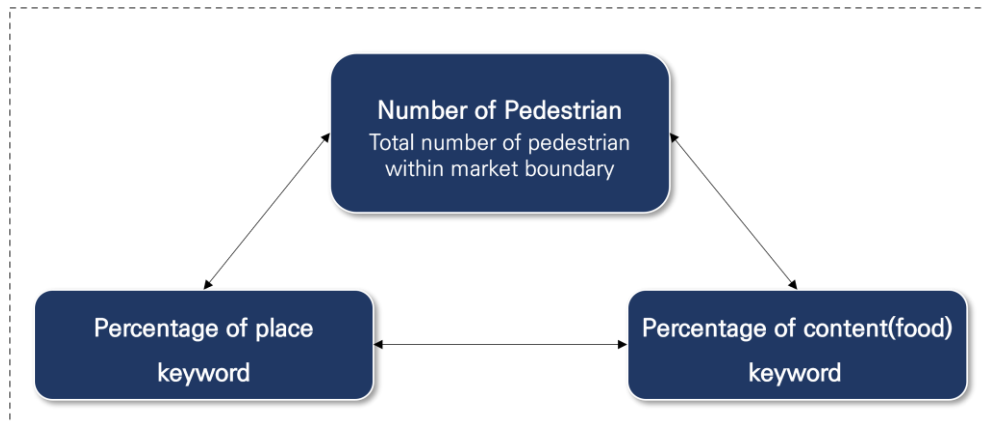 Number of Pedestrian
Total number of pedestrian
within market boundary
Percentage of place
keyword
Percentage of content(food)
keyword